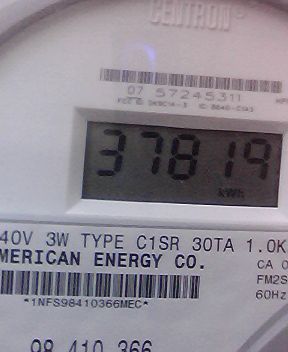 CENTRON®
07 57245311
37819
kWh
40V 3W TYPE C1SR 30TA 1.0K
MERICAN ENERGY CO.
CA 0
FM2S
60Hz
*1NFS98410366MEC*
98 410 366